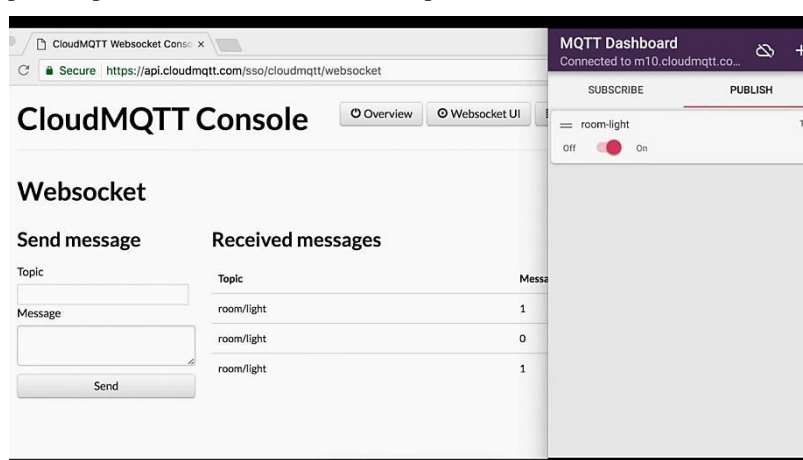 CloudMQTT Websocket Conso
Secure https://api.cloudmqtt.com/sso/cloudmqtt/websocket
CloudMQTT Console
Overview
Websocket UI
Websocket
Send message
Topic
Message
Send
Received messages
Topic Messa
room/light 1
room/light 0
room/light 1
MQTT Dashboard
Connected to m10.cloudmqtt.co...
SUBSCRIBE PUBLISH
room-light
Off On